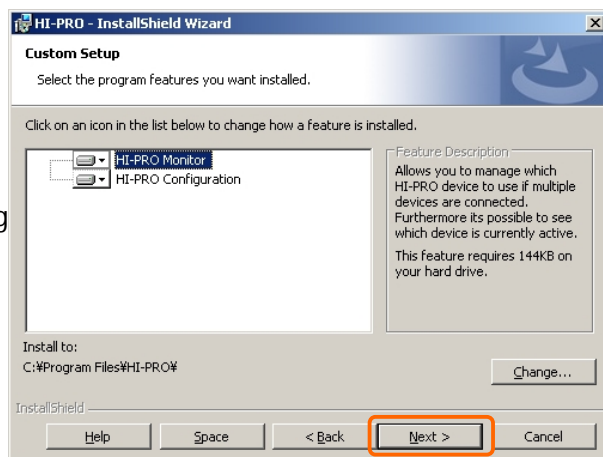 HI-PRO - InstallShield Wizard
Custom Setup
Select the program features you want installed.
Click on an icon in the list below to change how a feature is installed.
HI-PRO Monitor
HI-PRO Configuration
Feature Description
Allows you to manage which
HI-PRO device to use if multiple
devices are connected.
Furthermore its possible to see
which device is currently active.
This feature requires 144KB on
your hard drive.
g
Install to:
C:¥Program Files¥HI-PRO¥
Change...
InstallShield
Help
Space
< Back
Next >
Cancel